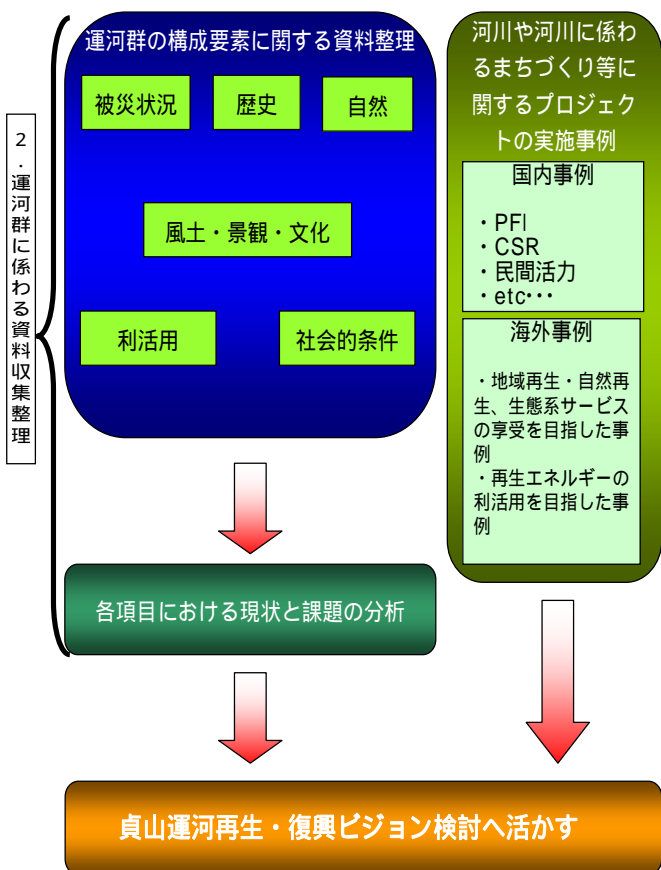 2．運河群に係わる資料収集整理
運河群の構成要素に関する資料整理
被災状況
歴史
自然
風土・景観・文化
利活用
社会的条件
各項目における現状と課題の分析
河川や河川に係わ
るまちづくり等に
関するプロジェク
トの実施事例
国内事例
・PFI
・CSR
・民間活力
・etc･･･
海外事例
・地域再生・自然再
生、生態系サービス
の享受を目指した事
例
・再生エネルギーの
利活用を目指した事
例
貞山運河再生・復興ビジョン検討へ活かす